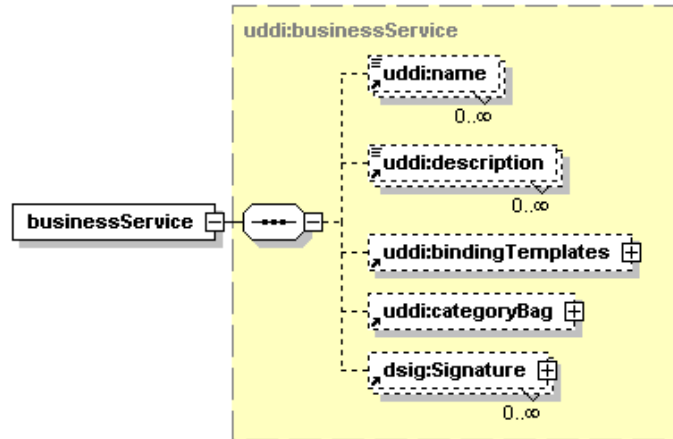 uddi:businessService
uddi:name
0..∞
uddi:description
0..∞
businessService
uddi:bindingTemplates
uddi:categoryBag
dsig:Signature
0..∞